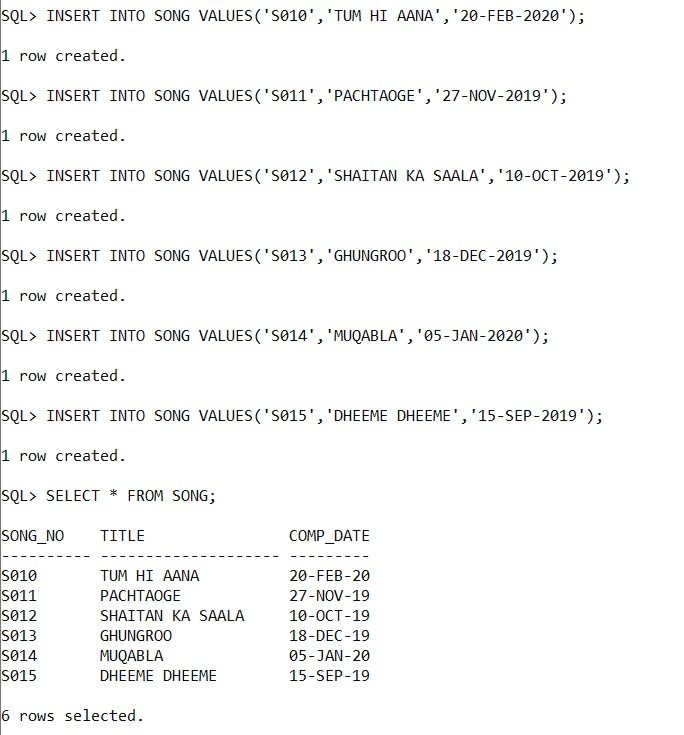 SQL> INSERT INTO SONG VALUES('S010','TUM HI AANA','20-FEB-2020');
1 row created.
SQL> INSERT INTO SONG VALUES('S011','PACHTAOGE','27-NOV-2019');
1 row created.
SQL> INSERT INTO SONG VALUES('S012','SHAITAN KA SAALA','10-OCT-2019');
1 row created.
SQL> INSERT INTO SONG VALUES('S013','GHUNGROO','18-DEC-2019');
1 row created.
SQL> INSERT INTO SONG VALUES('S014','MUQABLA','05-JAN-2020');
1 row created.
SQL> INSERT INTO SONG VALUES('S015','DHEEME DHEEME','15-SEP-2019');
1 row created.
SQL> SELECT * FROM SONG;
SONG_NO    TITLE                COMP_DATE
---------- -------------------- ---------
S010       TUM HI AANA          20-FEB-20
S011       PACHTAOGE            27-NOV-19
S012       SHAITAN KA SAALA     10-OCT-19
S013       GHUNGROO             18-DEC-19
S014       MUQABLA              05-JAN-20
S015       DHEEME DHEEME        15-SEP-19
6 rows selected.